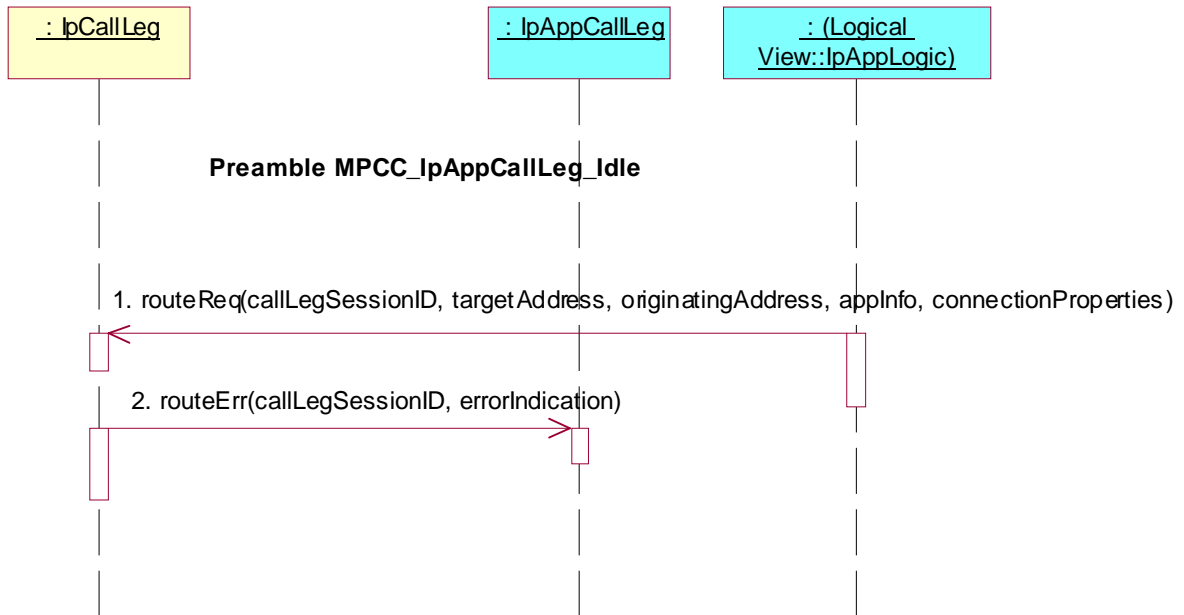 : IpCallLeg
: IpAppCallLeg
: (Logical
View::IpAppLogic)
Preamble MPCC_IpAppCallLeg_Idle
1. routeReq(callLegSessionID, targetAddress, originatingAddress, appInfo, connectionProperties)
2. routeErr(callLegSessionID, errorIndication)